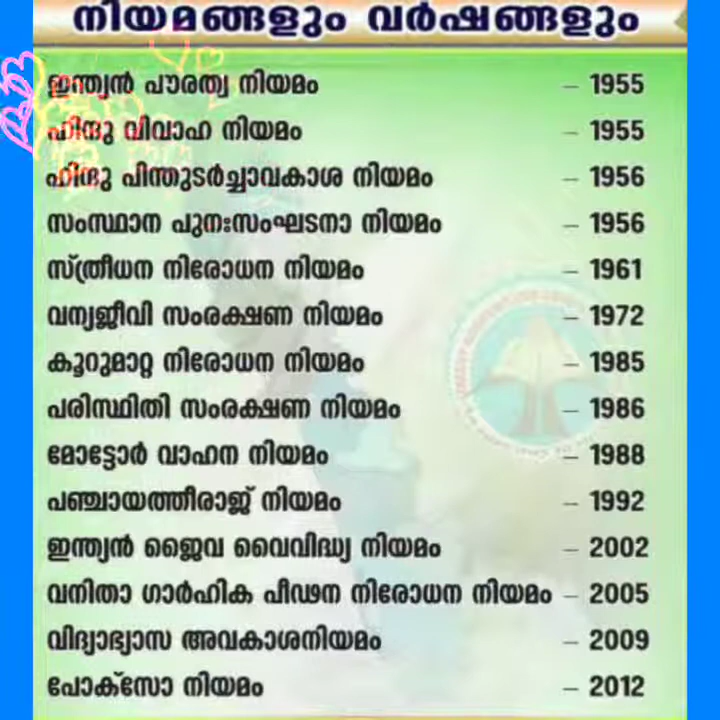 നിയമങ്ങളും വർഷങ്ങളും
ഇന്ത്യൻ പൗരത്വ നിയമം – 1955
ഹിന്ദു വിവാഹ നിയമം – 1955
ഹിന്ദു പിന്തുടർച്ചാവകാശ നിയമം – 1956
സംസ്ഥാന പുനഃസംഘടനാ നിയമം – 1956
സ്ത്രീധന നിരോധന നിയമം – 1961
വന്യജീവി സംരക്ഷണ നിയമം – 1972
കൂറുമാറ്റ നിരോധന നിയമം – 1985
പരിസ്ഥിതി സംരക്ഷണ നിയമം – 1986
മോട്ടോർ വാഹന നിയമം – 1988
പഞ്ചായത്തീരാജ് നിയമം – 1992
ഇന്ത്യൻ ജൈവ വൈവിദ്ധ്യ നിയമം – 2002
വനിതാ ഗാർഹിക പീഢന നിരോധന നിയമം – 2005
വിദ്യാഭ്യാസ അവകാശനിയമം – 2009
പോക്സോ നിയമം – 2012